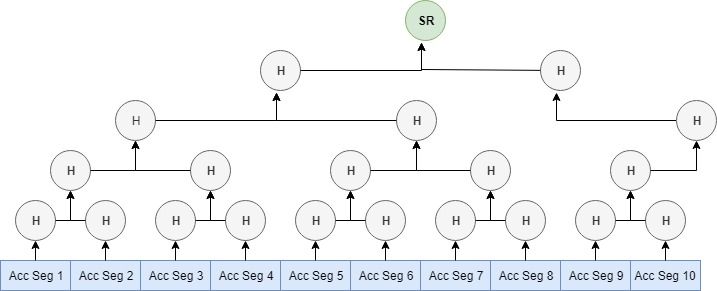 SR
H H
H H H
H H H H H
H H H H H H H H H H
Acc Seg 1 Acc Seg 2 Acc Seg 3 Acc Seg 4 Acc Seg 5 Acc Seg 6 Acc Seg 7 Acc Seg 8 Acc Seg 9 Acc Seg 10